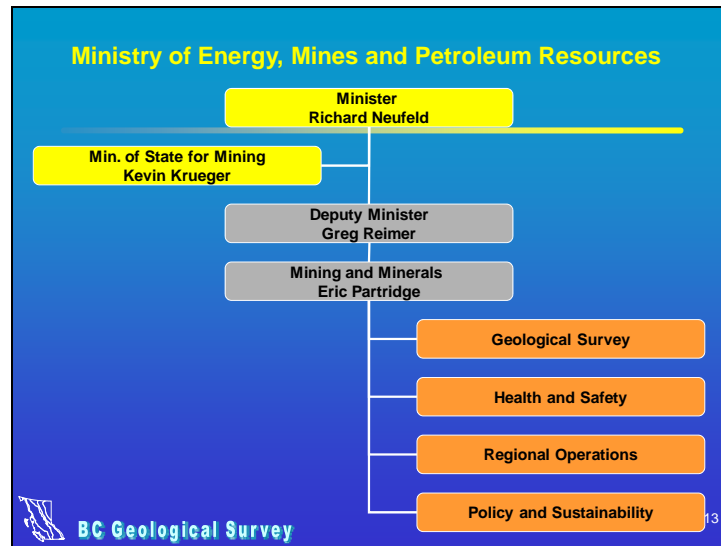 Ministry of Energy, Mines and Petroleum Resources
Minister
Richard Neufeld
Min. of State for Mining
Kevin Krueger
Deputy Minister
Greg Reimer
Mining and Minerals
Eric Partridge
Geological Survey
Health and Safety
Regional Operations
Policy and Sustainability
13
BC Geological Survey